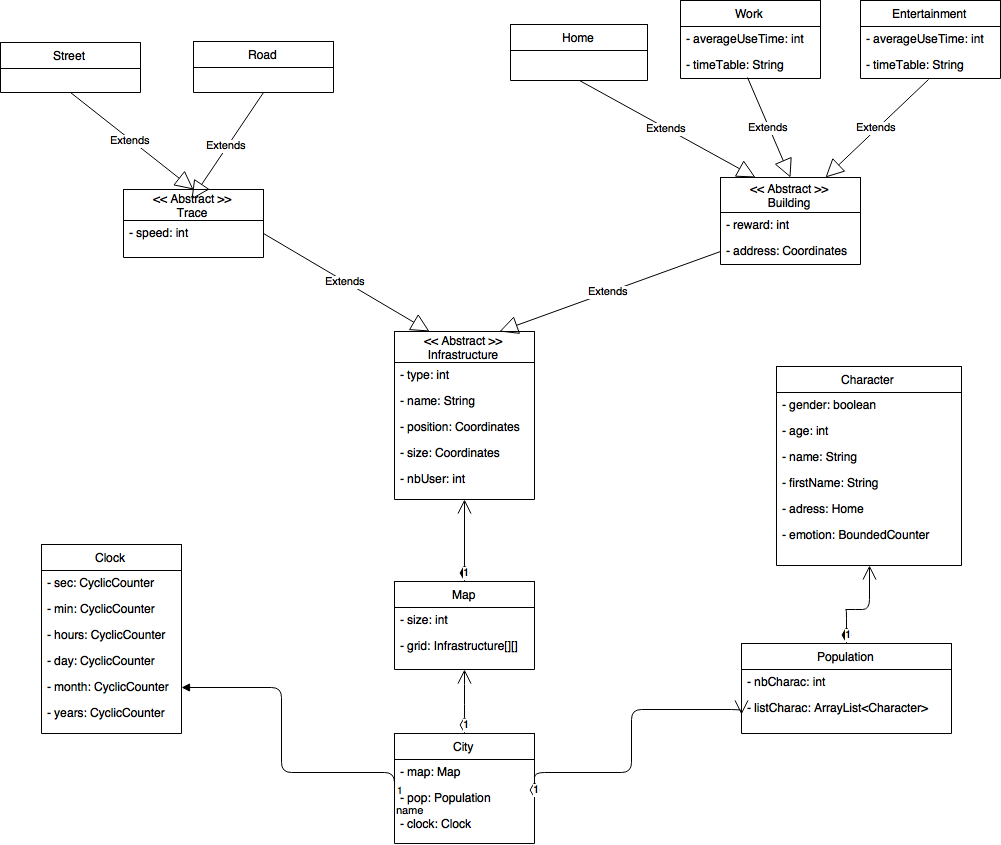 Work
- averageUseTime: int
- timeTable: String
Entertainment
- averageUseTime: int
- timeTable: String
Home
Street
Road
Extends
Extends
Extends
Extends
Extends
<< Abstract >>
Trace
- speed: int
<< Abstract >>
Building
- reward: int
- address: Coordinates
Extends
Extends
<< Abstract >>
Infrastructure
- type: int
- name: String
- position: Coordinates
- size: Coordinates
- nbUser: int
Character
- gender: boolean
- age: int
- name: String
- firstName: String
- adress: Home
- emotion: BoundedCounter
Clock
- sec: CyclicCounter
- min: CyclicCounter
- hours: CyclicCounter
- day: CyclicCounter
- month: CyclicCounter
- years: CyclicCounter
1
Map
- size: int
- grid: Infrastructure[][]
1
Population
- nbCharac: int
- listCharac: ArrayList<Character>
1
City
- map: Map
1
- pop: Population
1
name
- clock: Clock